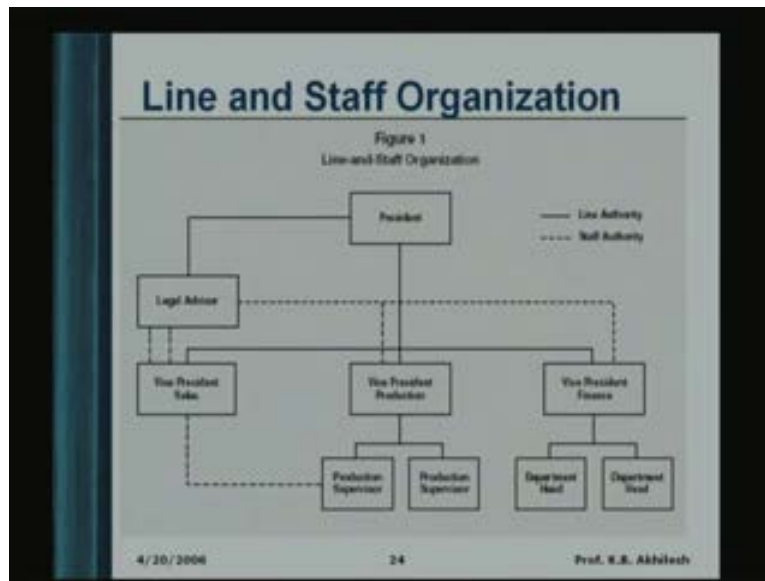 Line and Staff Organization
Figure 1
Line-and-Staff Organization
President
Line Authority
Staff Authority
Legal Advisor
Vice President
Sales
Vice President
Production
Vice President
Finance
Production
Supervisor
Production
Supervisor
Department
Head
Department
Head
4/20/2006
24
Prof. K.B. Akhilesh